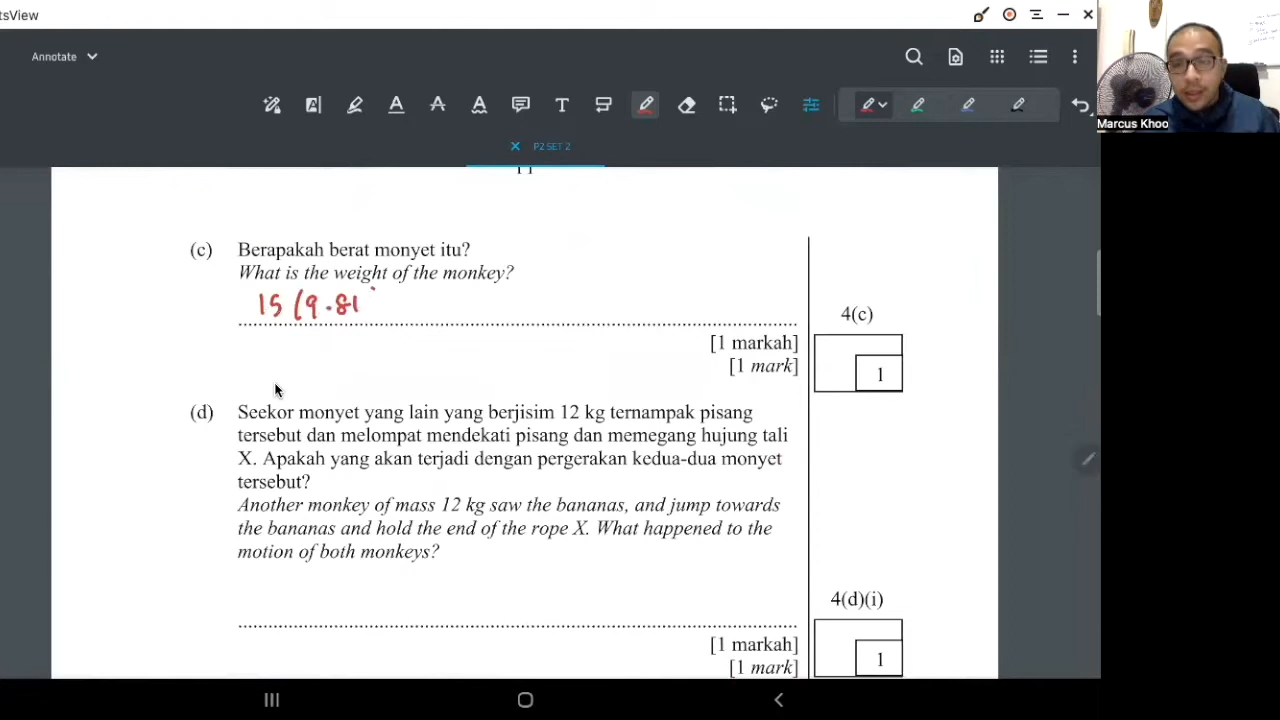 tsView
Annotate
Marcus Khoo
P2 SET 2
(c) Berapakah berat monyet itu?
What is the weight of the monkey?
15 (9.81
4(c)
[1 markah]
[1 mark]
1
(d) Seekor monyet yang lain yang berjisim 12 kg ternampak pisang
tersebut dan melompat mendekati pisang dan memegang hujung tali
X. Apakah yang akan terjadi dengan pergerakan kedua-dua monyet
tersebut?
Another monkey of mass 12 kg saw the bananas, and jump towards
the bananas and hold the end of the rope X. What happened to the
motion of both monkeys?
4(d)(i)
[1 markah]
[1 mark]
1